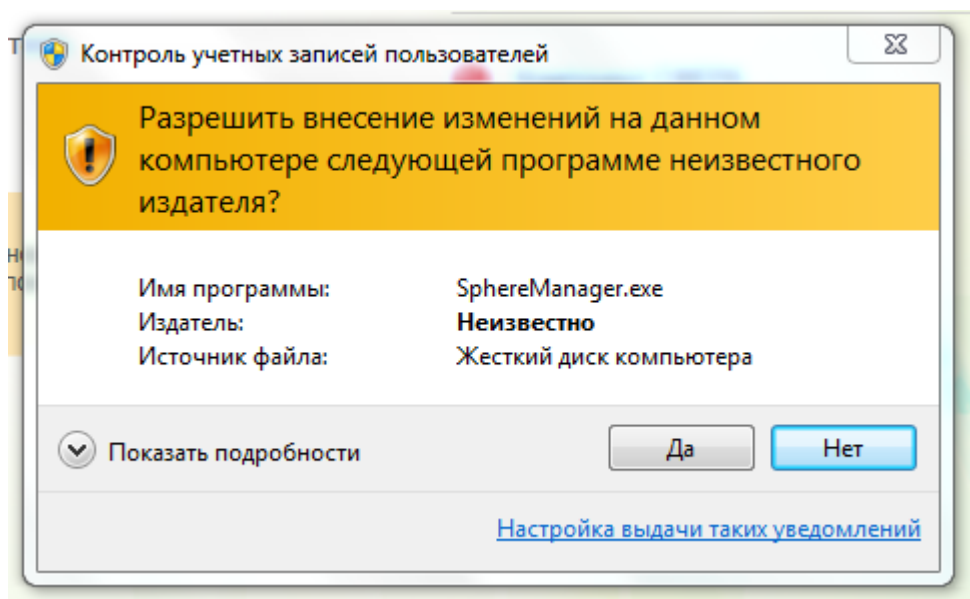 Контроль учетных записей пользователей
Разрешить внесение изменений на данном
компьютере следующей программе неизвестного
издателя?
Имя программы: SphereManager.exe
Издатель: Неизвестно
Источник файла: Жесткий диск компьютера
Показать подробности
Да
Нет
Настройка выдачи таких уведомлений